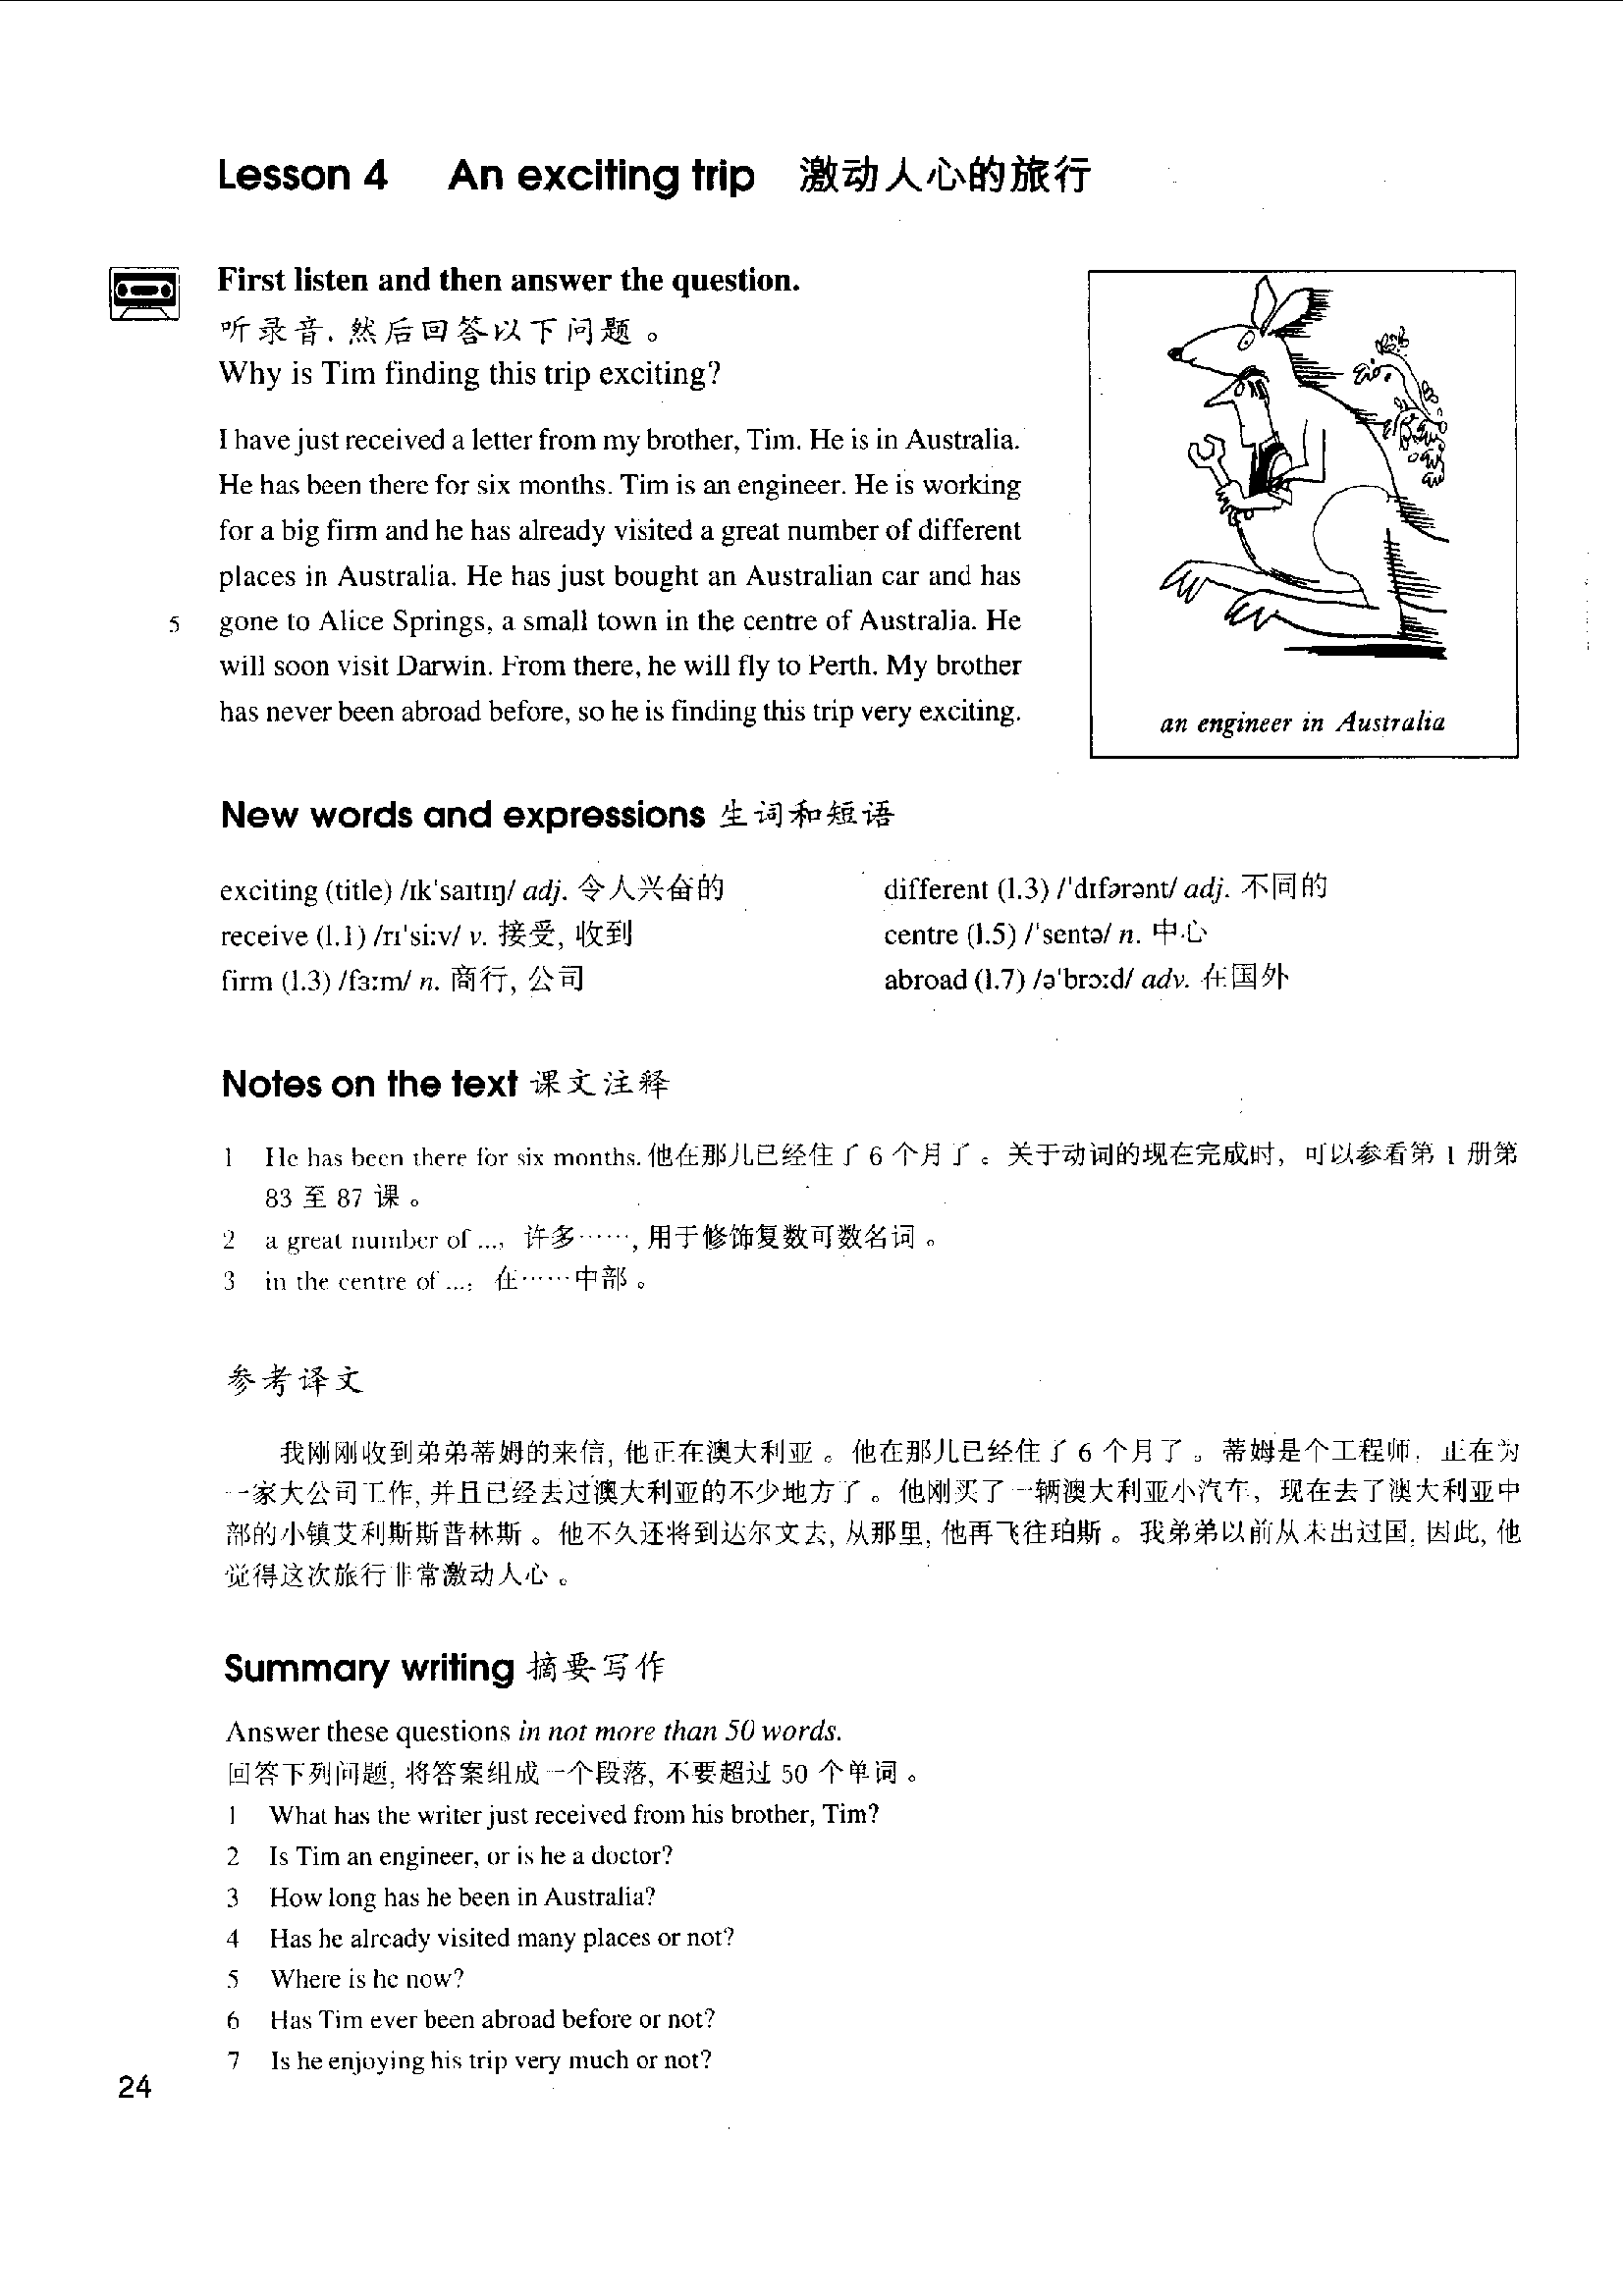 Lesson 4 An exciting trip 激动人心的旅行
First listen and then answer the question.
听录音,然后回答以下问题。
Why is Tim finding this trip exciting?
I have just received a letter from my brother, Tim. He is in Australia.
He has been there for six months. Tim is an engineer. He is working
for a big firm and he has already visited a great number of different
places in Australia. He has just bought an Australian car and has
5 gone to Alice Springs, a small town in the centre of Australia. He
will soon visit Darwin. From there, he will fly to Perth. My brother
has never been abroad before, so he is finding this trip very exciting.
an engineer in Australia
New words and expressions 生词和短语
exciting (title) /ɪkˈsaɪtɪŋ/ adj. 令人兴奋的
receive (l.1) /rɪˈsiːv/ v. 接受, 收到
firm (l.3) /fɜːm/ n. 商行, 公司
different (l.3) /ˈdɪfərənt/ adj. 不同的
centre (l.5) /ˈsentə/ n. 中心
abroad (l.7) /əˈbrɔːd/ adv. 在国外
Notes on the text 课文注释
1 He has been there for six months. 他在那儿已经住了 6 个月了。关于动词的现在完成时, 可以参看第 1 册第
83 至 87 课。
2 a great number of ..., 许多……, 用于修饰复数可数名词。
3 in the centre of ..., 在……中部。
参考译文
我刚刚收到弟弟蒂姆的来信, 他正在澳大利亚。他在那儿已经住了 6 个月了。蒂姆是个工程师, 正在为
一家大公司工作, 并且已经去过澳大利亚的不少地方了。他刚买了一辆澳大利亚小汽车, 现在去了澳大利亚中
部的小镇艾利斯斯普林斯。他不久还将到达尔文去, 从那里, 他再飞往珀斯。我弟弟以前从未出过国, 因此, 他
觉得这次旅行非常激动人心。
Summary writing 摘要写作
Answer these questions in not more than 50 words.
回答下列问题, 将答案组成一个段落, 不要超过 50 个单词。
1 What has the writer just received from his brother, Tim?
2 Is Tim an engineer, or is he a doctor?
3 How long has he been in Australia?
4 Has he already visited many places or not?
5 Where is he now?
6 Has Tim ever been abroad before or not?
7 Is he enjoying his trip very much or not?
24